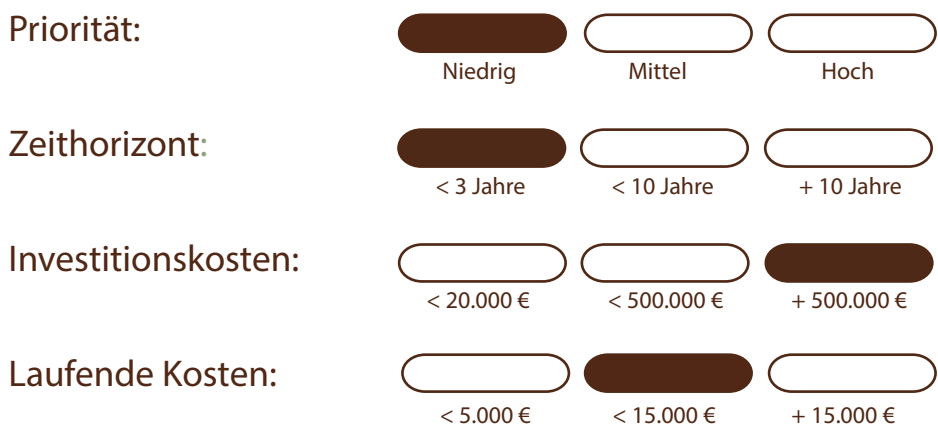 Priorität:
Niedrig Mittel Hoch
Zeithorizont:
< 3 Jahre < 10 Jahre + 10 Jahre
Investitionskosten:
< 20.000 € < 500.000 € + 500.000 €
Laufende Kosten:
< 5.000 € < 15.000 € + 15.000 €